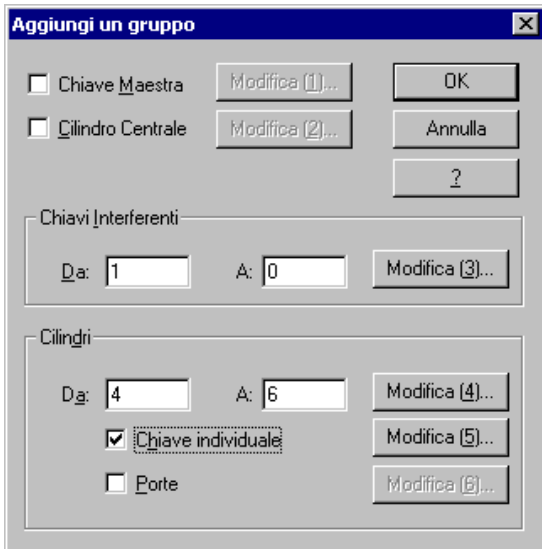 Aggiungi un gruppo
Chiave Maestra
Modifica (1)...
OK
Cilindro Centrale
Modifica (2)...
Annulla
?
Chiavi Interferenti
Da: 1
A: 0
Modifica (3)...
Cilindri
Da: 4
A: 6
Modifica (4)...
Chiave individuale
Modifica (5)...
Porte
Modifica (6)...